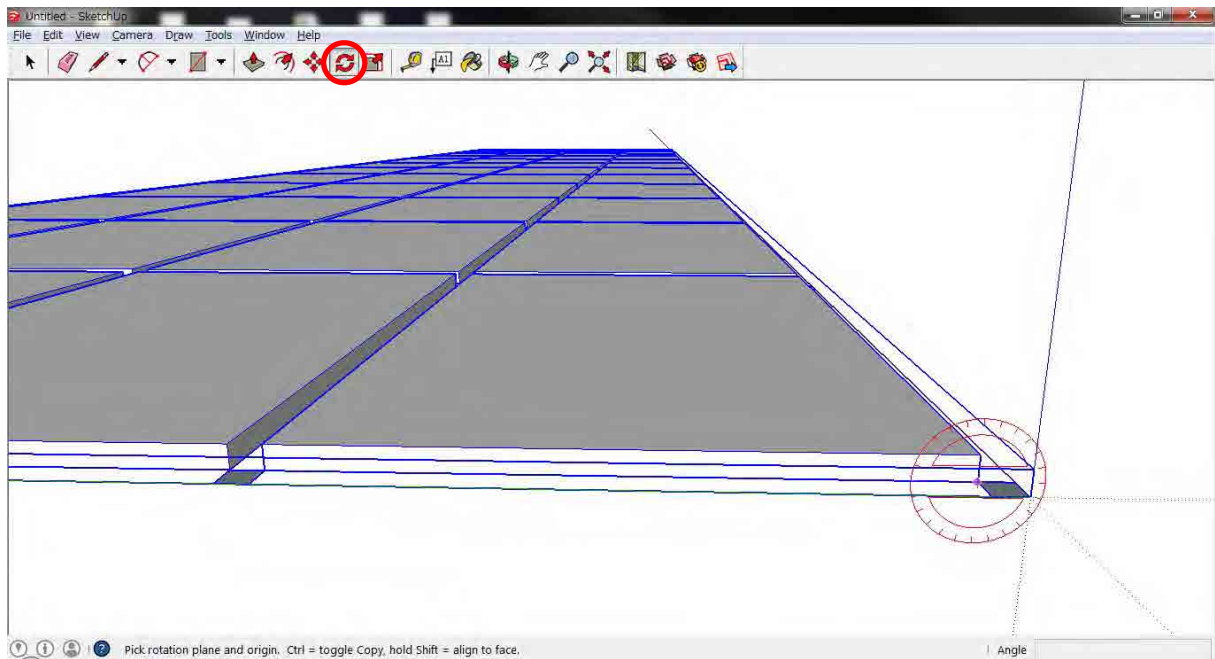 Untitled - SketchUp
File Edit View Camera Draw Tools Window Help
A1
Pick rotation plane and origin. Ctrl = toggle Copy, hold Shift = align to face.
Angle